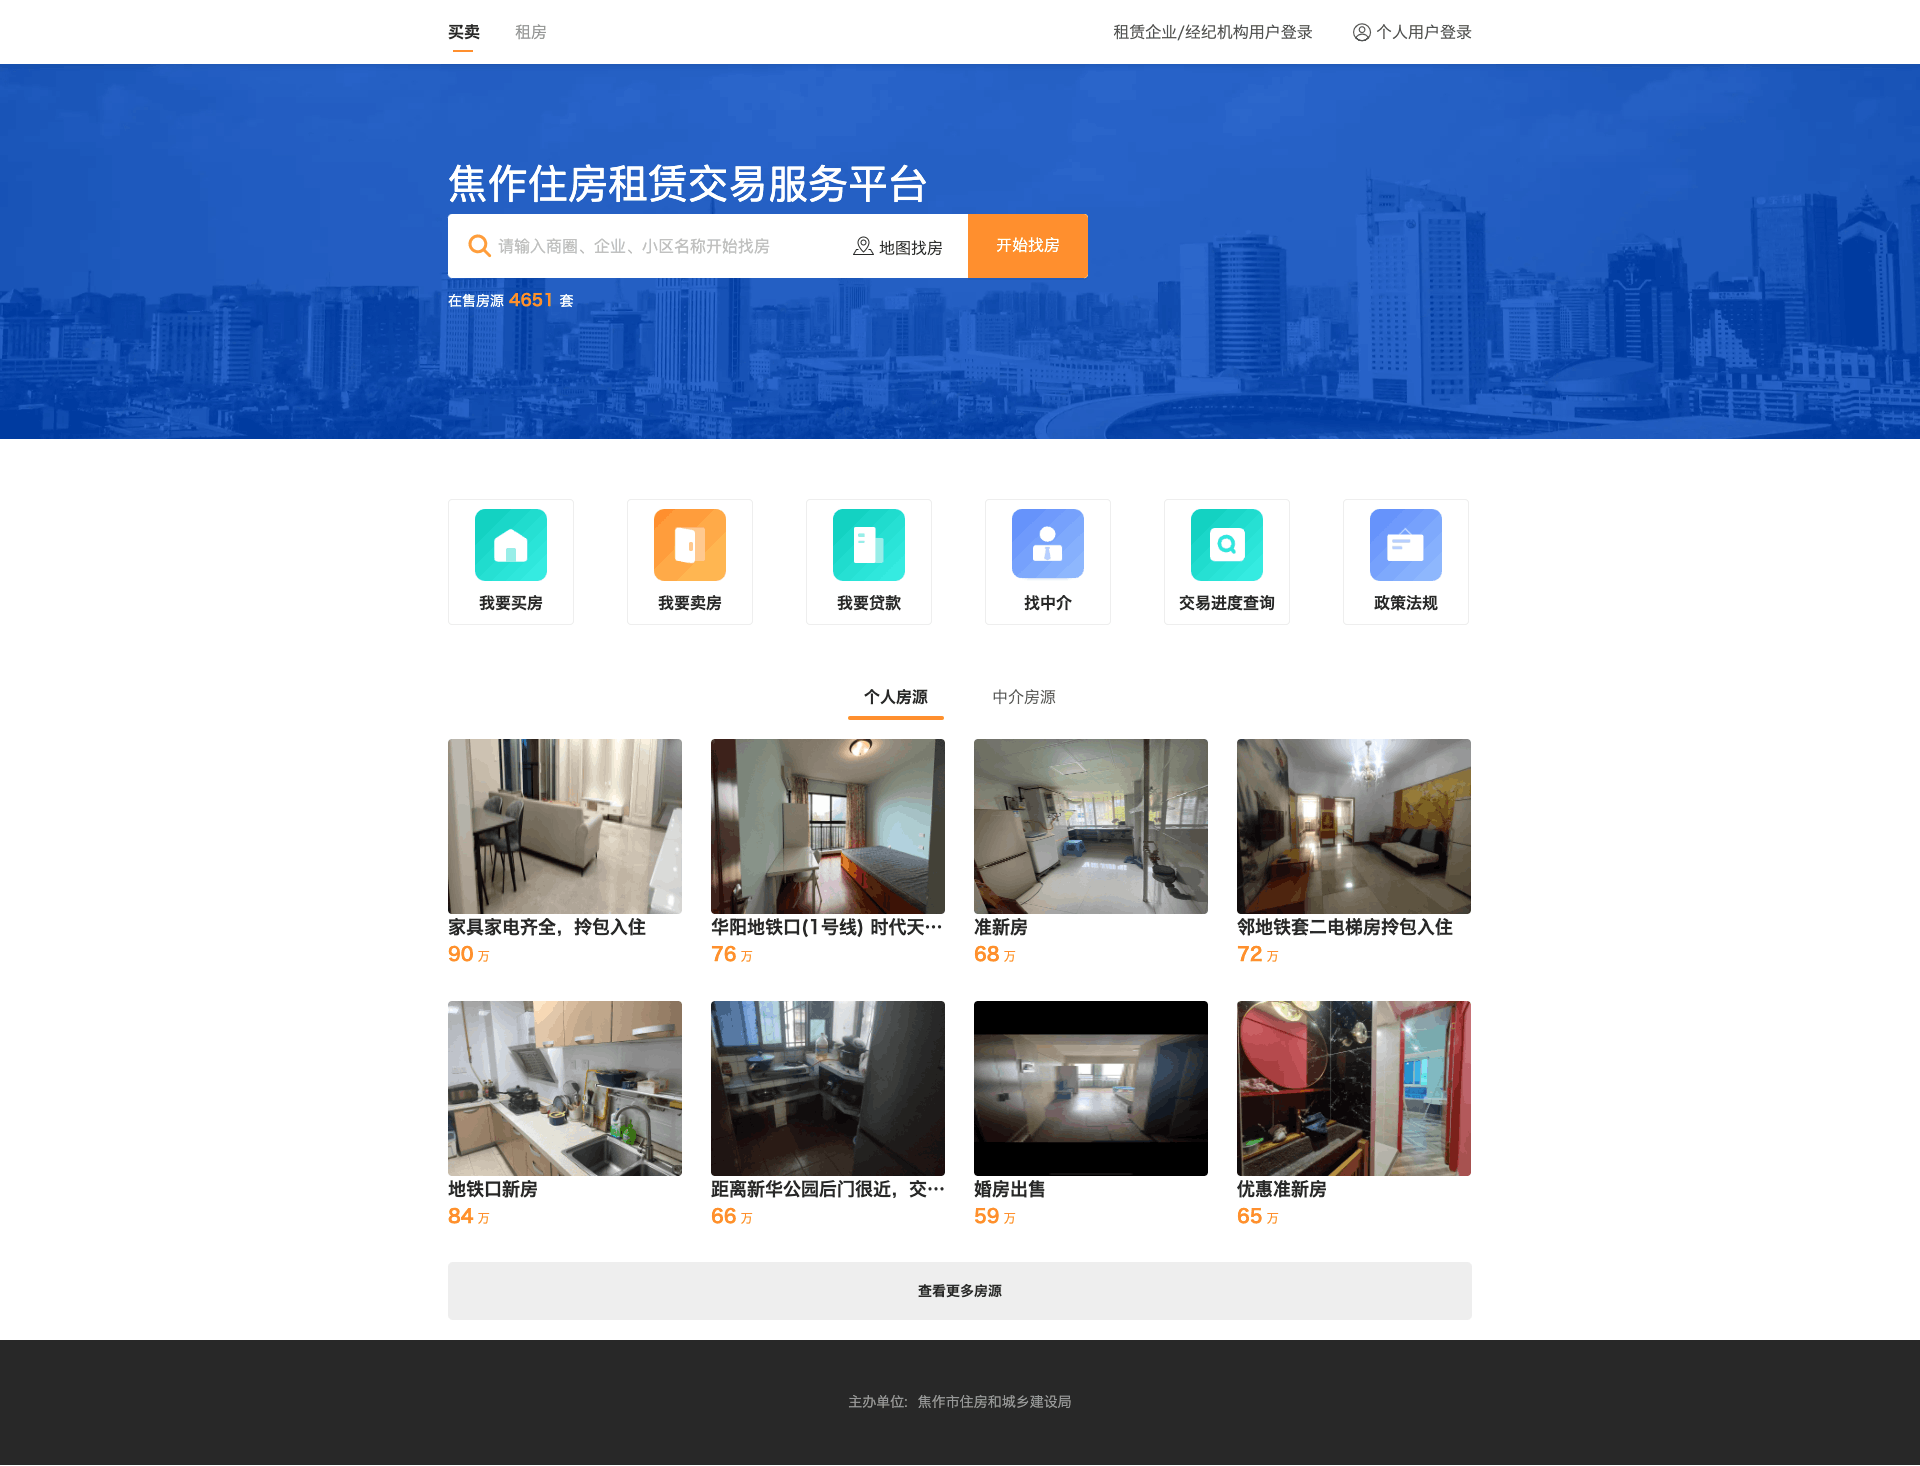 买卖 租房 租赁企业/经纪机构用户登录 个人用户登录
焦作住房租赁交易服务平台
请输入商圈、企业、小区名称开始找房 地图找房 开始找房
在售房源 4651 套
我要买房 我要卖房 我要贷款 找中介 交易进度查询 政策法规
个人房源 中介房源
家具家电齐全，拎包入住 华阳地铁口(1号线) 时代天… 准新房 邻地铁套二电梯房拎包入住
90 万 76 万 68 万 72 万
地铁口新房 距离新华公园后门很近，交… 婚房出售 优惠准新房
84 万 66 万 59 万 65 万
查看更多房源
主办单位：焦作市住房和城乡建设局